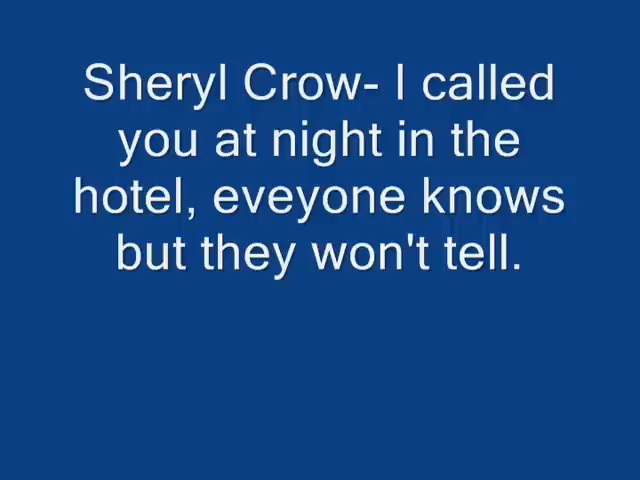 Sheryl Crow- I called
you at night in the
hotel, eveyone knows
but they won't tell.